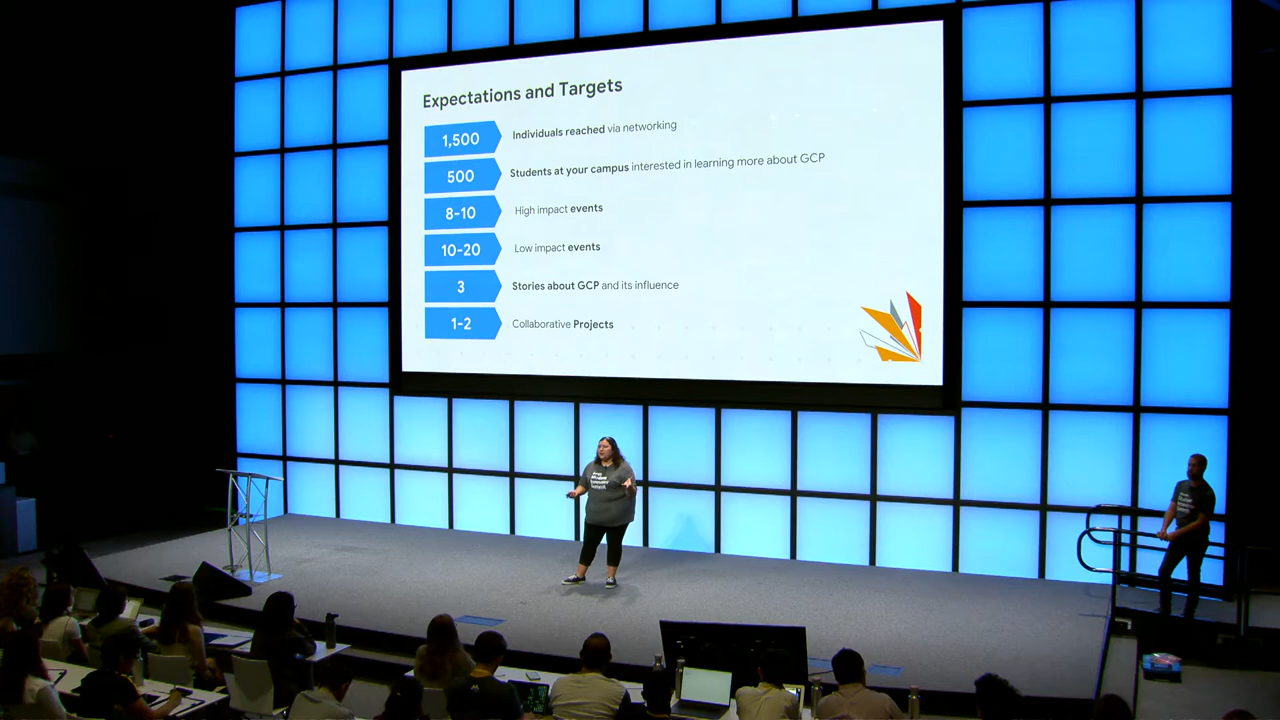 Expectations and Targets
1,500 Individuals reached via networking
500 Students at your campus interested in learning more about GCP
8-10 High impact events
10-20 Low impact events
3 Stories about GCP and its influence
1-2 Collaborative Projects